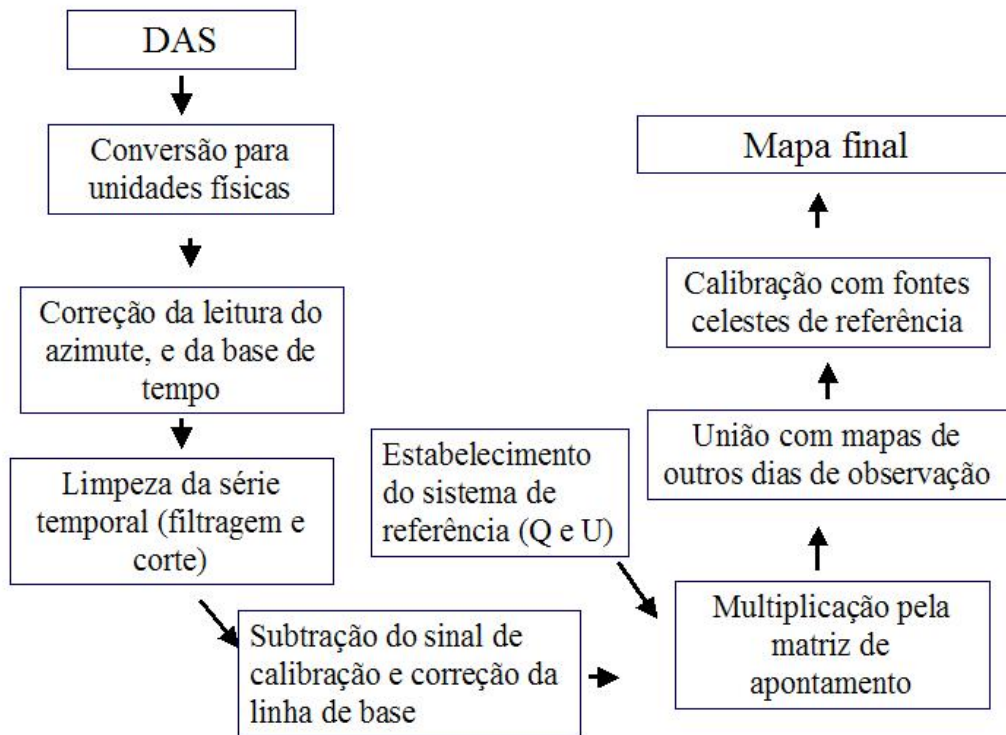 DAS
Conversão para
unidades físicas
Correção da leitura do
azimute, e da base de
tempo
Limpeza da série
temporal (filtragem e
corte)
Subtração do sinal de
calibração e correção da
linha de base
Estabelecimento
do sistema de
referência (Q e U)
Multiplicação pela
matriz de
apontamento
União com mapas de
outros dias de observação
Calibração com fontes
celestes de referência
Mapa final